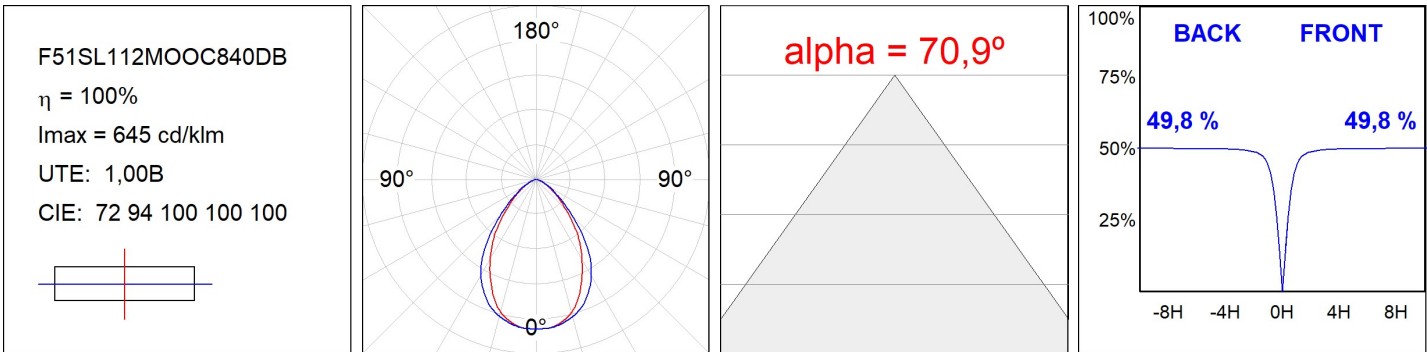 F51SL112MOOC840DB
η = 100%
Imax = 645 cd/klm
UTE: 1,00B
CIE: 72 94 100 100 100
180°
90° 90°
0°
alpha = 70,9º
100%
BACK FRONT
75%
49,8 % 49,8 %
50%
25%
-8H -4H 0H 4H 8H